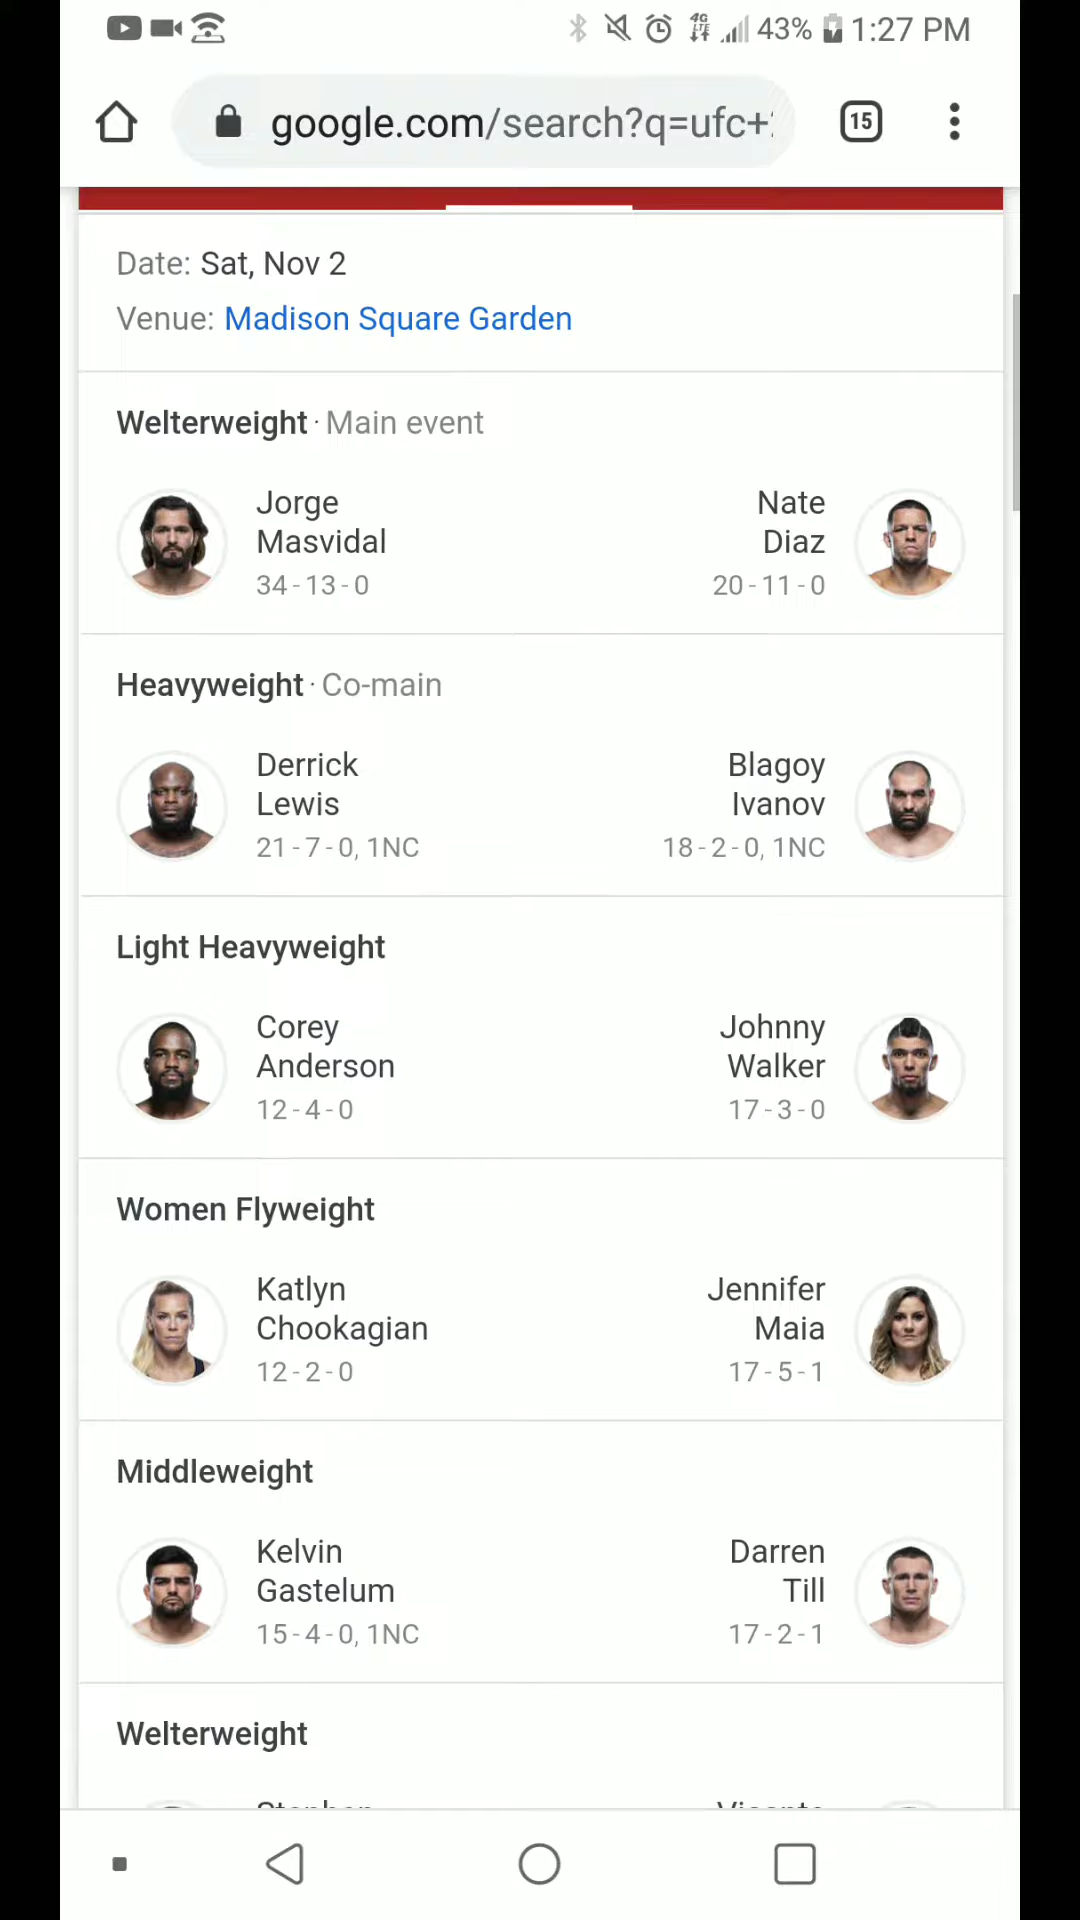 43% 1:27 PM
google.com/search?q=ufc+
15
Date: Sat, Nov 2
Venue: Madison Square Garden
Welterweight · Main event
Jorge Masvidal
34 - 13 - 0
Nate Diaz
20 - 11 - 0
Heavyweight · Co-main
Derrick Lewis
21 - 7 - 0, 1NC
Blagoy Ivanov
18 - 2 - 0, 1NC
Light Heavyweight
Corey Anderson
12 - 4 - 0
Johnny Walker
17 - 3 - 0
Women Flyweight
Katlyn Chookagian
12 - 2 - 0
Jennifer Maia
17 - 5 - 1
Middleweight
Kelvin Gastelum
15 - 4 - 0, 1NC
Darren Till
17 - 2 - 1
Welterweight